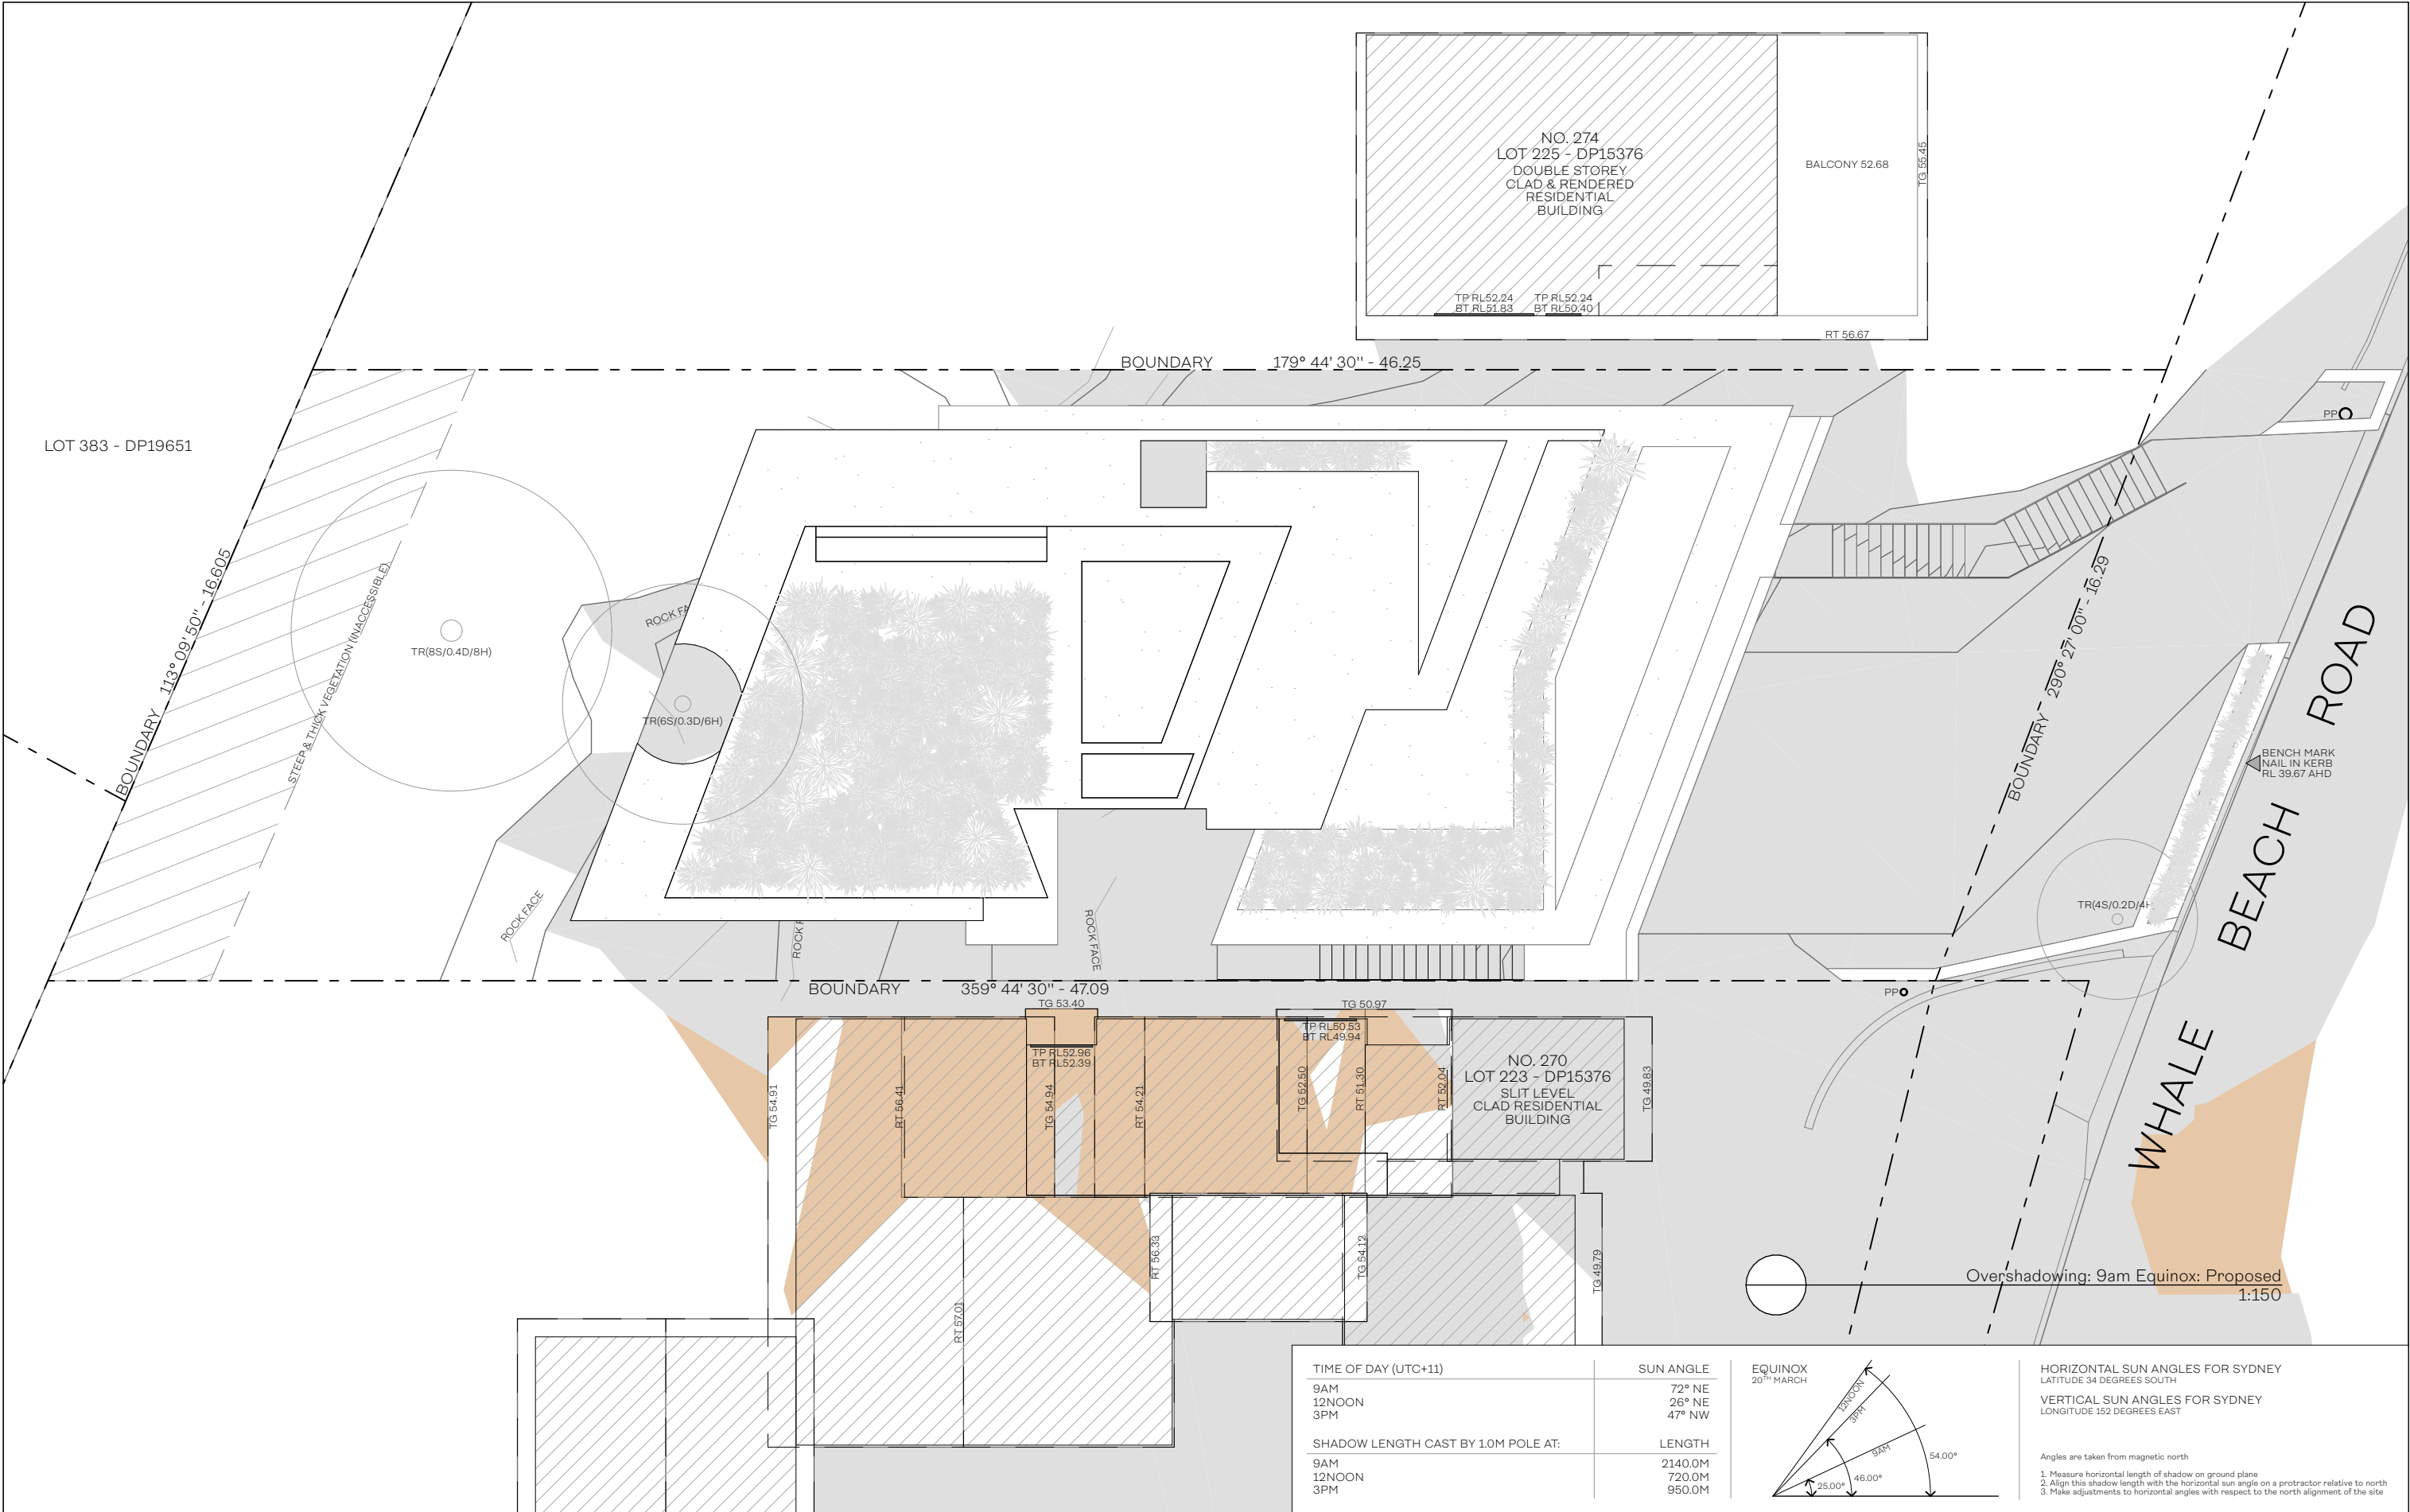 NO. 274
LOT 225 - DP15376
DOUBLE STOREY
CLAD & RENDERED
RESIDENTIAL
BUILDING
BALCONY 52.68
TG 55.45
TP RL52.24
BT RL51.83
TP RL52.24
BT RL50.40
RT 56.67
BOUNDARY 179° 44' 30'' - 46.25
LOT 383 - DP19651
PP
BOUNDARY 113° 09' 50'' - 16.605
STEEP & THICK VEGETATION (INACCESSIBLE)
TR(8S/0.4D/8H)
ROCK FA
TR(6S/0.3D/6H)
BOUNDARY 290° 27' 00'' - 16.29
WHALE BEACH ROAD
BENCH MARK
NAIL IN KERB
RL 39.67 AHD
TR(4S/0.2D/4H
ROCK FACE
ROCK F
ROCK FACE
BOUNDARY 359° 44' 30'' - 47.09
PP
TG 53.40
TG 50.97
TP RL50.53
BT RL49.94
TP RL52.96
BT RL52.39
TG 54.91
RT 56.41
TG 54.94
RT 54.21
TG 52.50
RT 51.30
RT 52.04
NO. 270
LOT 223 - DP15376
SLIT LEVEL
CLAD RESIDENTIAL
BUILDING
TG 49.83
RT 56.33
TG 54.12
TG 49.79
RT 57.01
Overshadowing: 9am Equinox: Proposed
1:150
TIME OF DAY (UTC+11) SUN ANGLE
9AM 72° NE
12NOON 26° NE
3PM 47° NW
SHADOW LENGTH CAST BY 1.0M POLE AT: LENGTH
9AM 2140.0M
12NOON 720.0M
3PM 950.0M
EQUINOX
20TH MARCH
12NOON
3PM
9AM
25.00°
46.00°
54.00°
HORIZONTAL SUN ANGLES FOR SYDNEY
LATITUDE 34 DEGREES SOUTH
VERTICAL SUN ANGLES FOR SYDNEY
LONGITUDE 152 DEGREES EAST
Angles are taken from magnetic north
1. Measure horizontal length of shadow on ground plane
2. Align this shadow length with the horizontal sun angle on a protractor relative to north
3. Make adjustments to horizontal angles with respect to the north alignment of the site